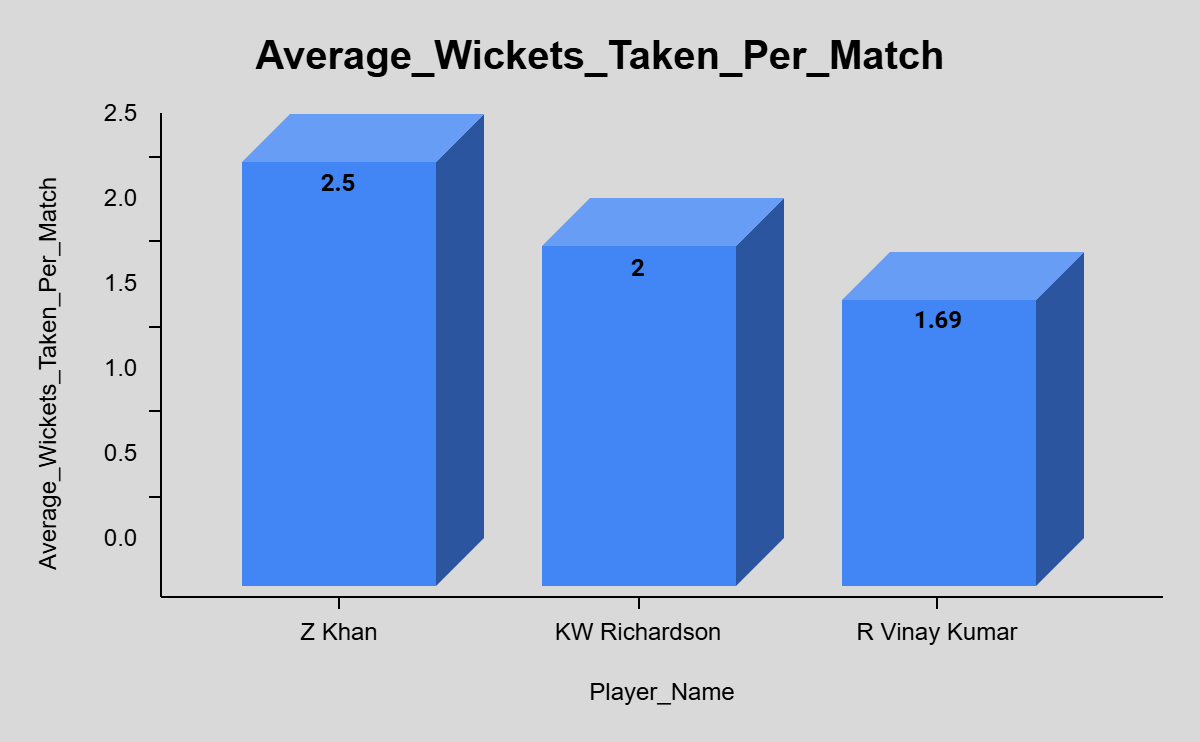 Average_Wickets_Taken_Per_Match
Average_Wickets_Taken_Per_Match
2.5
2.0
1.5
1.0
0.5
0.0
2.5
2
1.69
Z Khan
KW Richardson
R Vinay Kumar
Player_Name